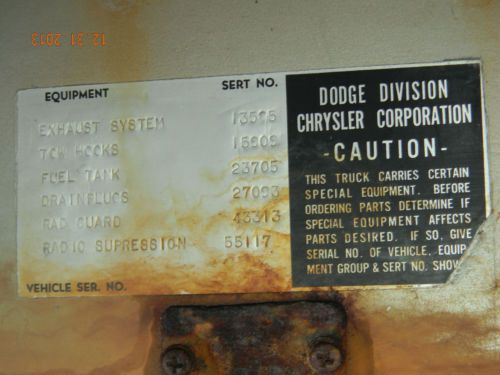 12.31.2013
EQUIPMENT SERT NO.
EXHAUST SYSTEM 13595
TOW HOOKS 15606
FUEL TANK 23705
DRAINPLUGS 27093
RAD GUARD 43313
RADIO SUPRESSION 55117
VEHICLE SER. NO.
DODGE DIVISION
CHRYSLER CORPORATION
-CAUTION-
THIS TRUCK CARRIES CERTAIN
SPECIAL EQUIPMENT. BEFORE
ORDERING PARTS DETERMINE IF
SPECIAL EQUIPMENT AFFECTS
PARTS DESIRED. IF SO, GIVE
SERIAL NO. OF VEHICLE, EQUIP-
MENT GROUP & SERT NO. SHOW